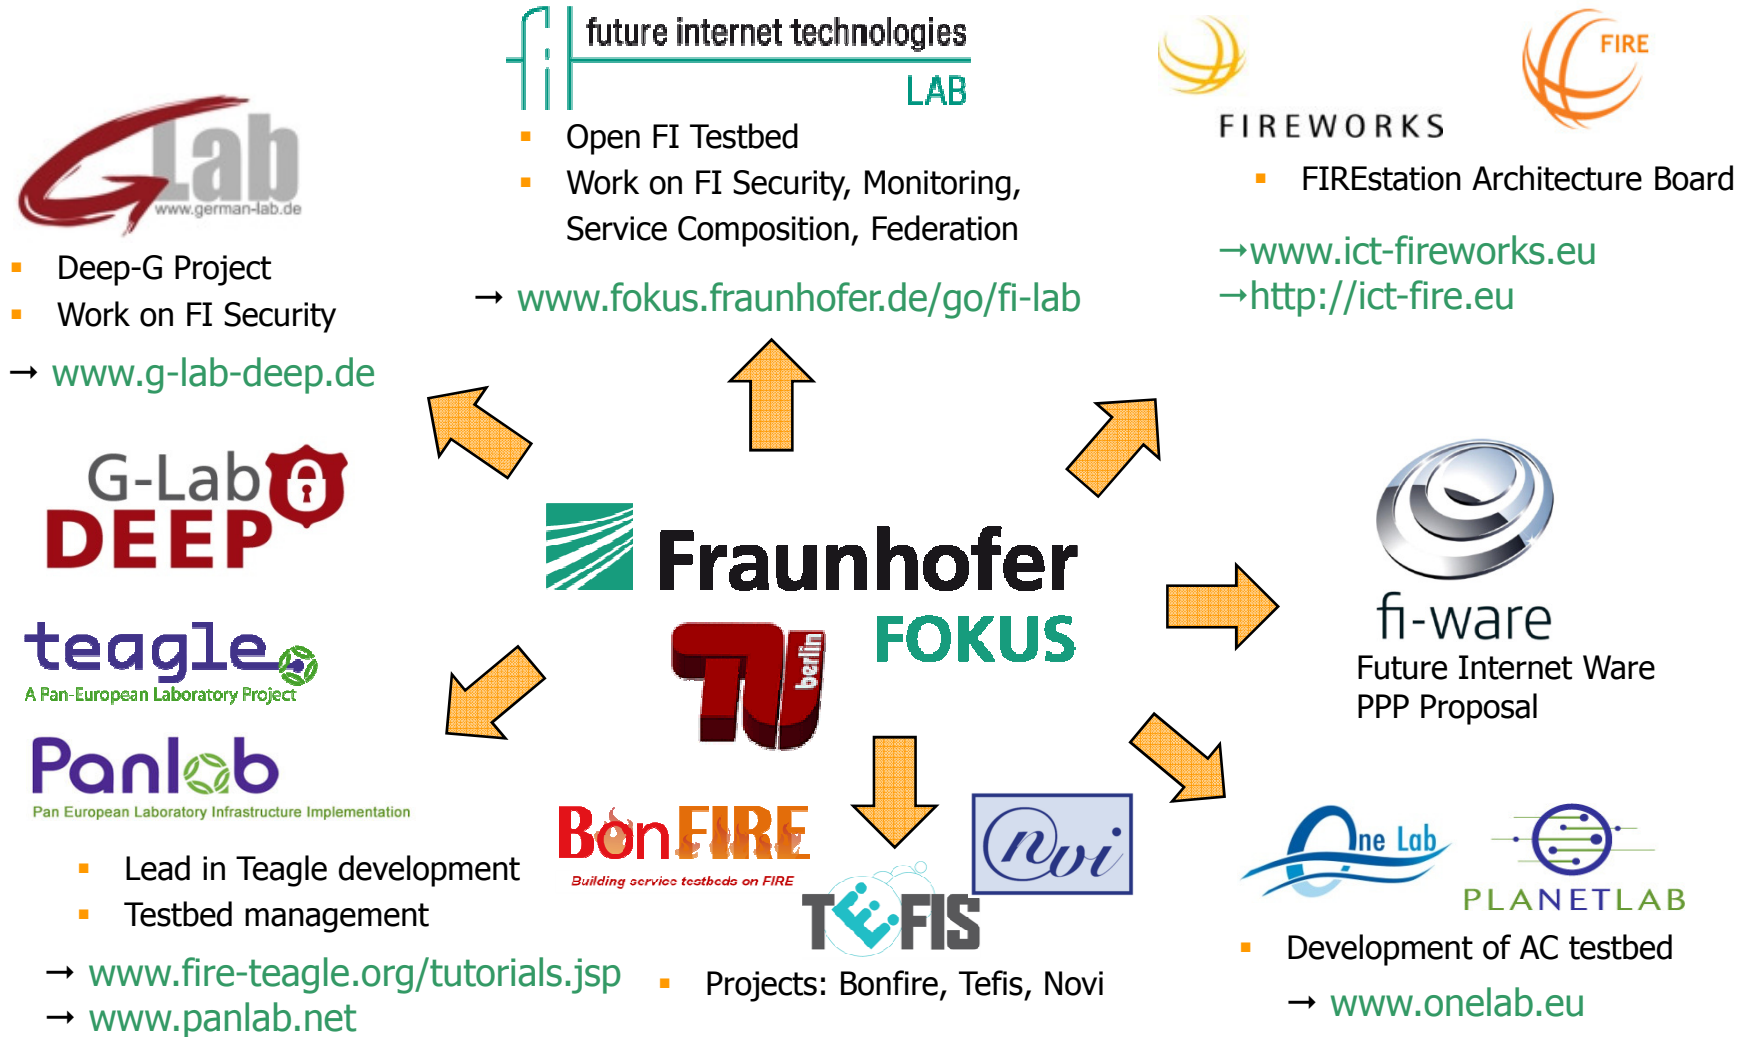 future internet technologies
LAB
Open FI Testbed
Work on FI Security, Monitoring,
Service Composition, Federation
→ www.fokus.fraunhofer.de/go/fi-lab
FIREWORKS
FIRE
FIREstation Architecture Board
→www.ict-fireworks.eu
→http://ict-fire.eu
G Lab
www.german-lab.de
Deep-G Project
Work on FI Security
→ www.g-lab-deep.de
G-Lab
DEEP
Fraunhofer
FOKUS
berlin
fi-ware
Future Internet Ware
PPP Proposal
teagle
A Pan-European Laboratory Project
Panlab
Pan European Laboratory Infrastructure Implementation
Lead in Teagle development
Testbed management
→ www.fire-teagle.org/tutorials.jsp
→ www.panlab.net
BonFIRE
Building service testbeds on FIRE
TEFIS
novi
Projects: Bonfire, Tefis, Novi
One Lab
PLANETLAB
Development of AC testbed
→ www.onelab.eu